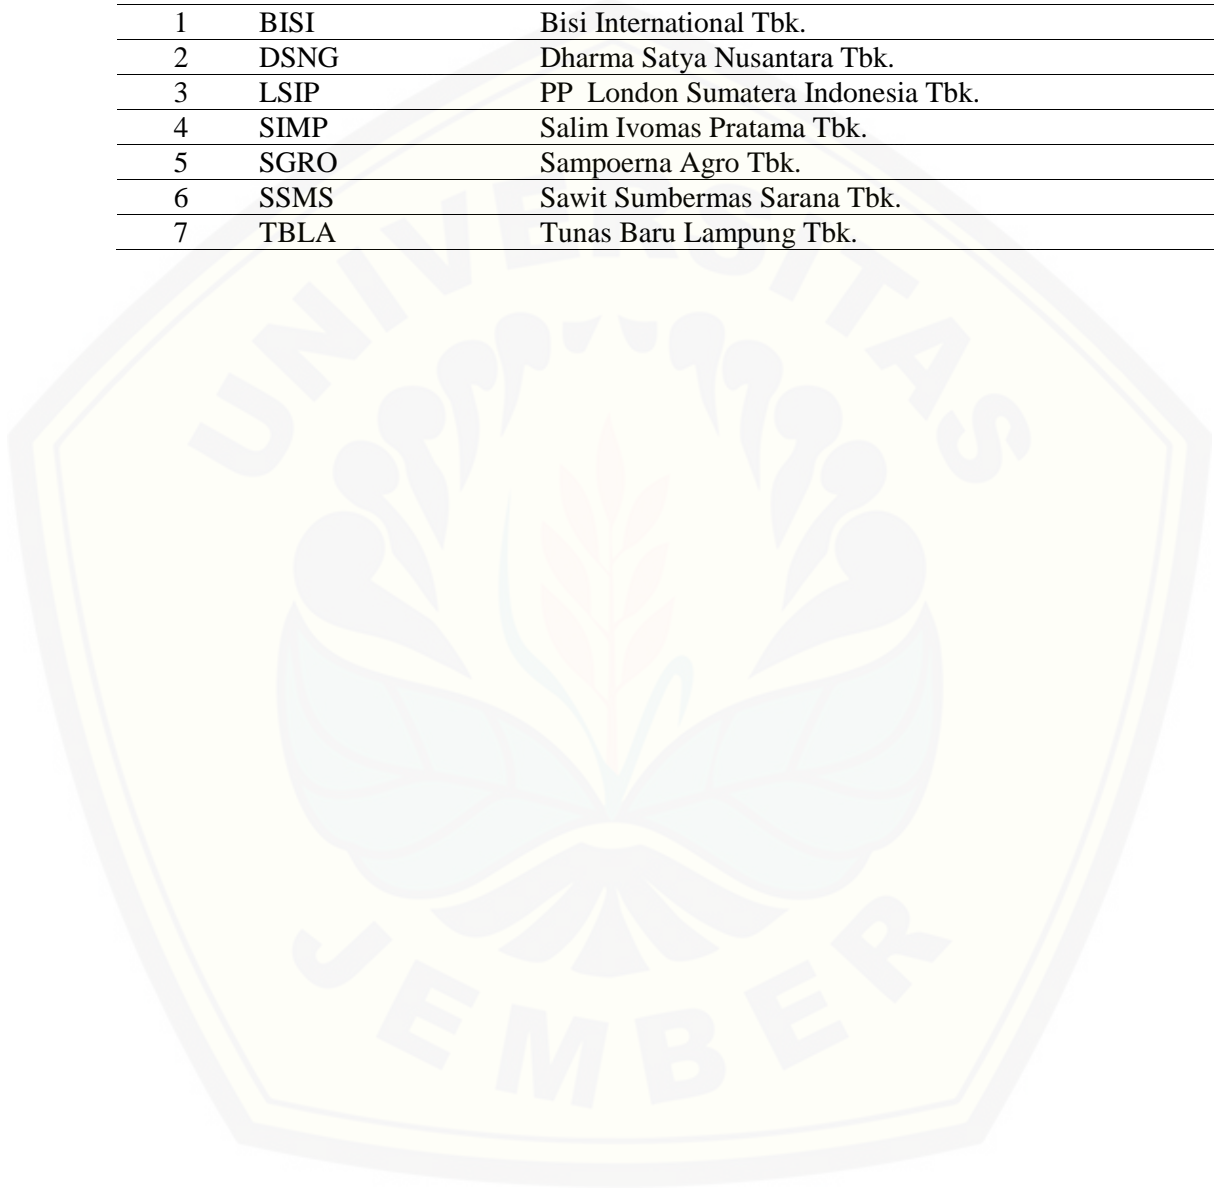 1 BISI Bisi International Tbk.
2 DSNG Dharma Satya Nusantara Tbk.
3 LSIP PP London Sumatera Indonesia Tbk.
4 SIMP Salim Ivomas Pratama Tbk.
5 SGRO Sampoerna Agro Tbk.
6 SSMS Sawit Sumbermas Sarana Tbk.
7 TBLA Tunas Baru Lampung Tbk.
UNIVERSITAS
JEMBER